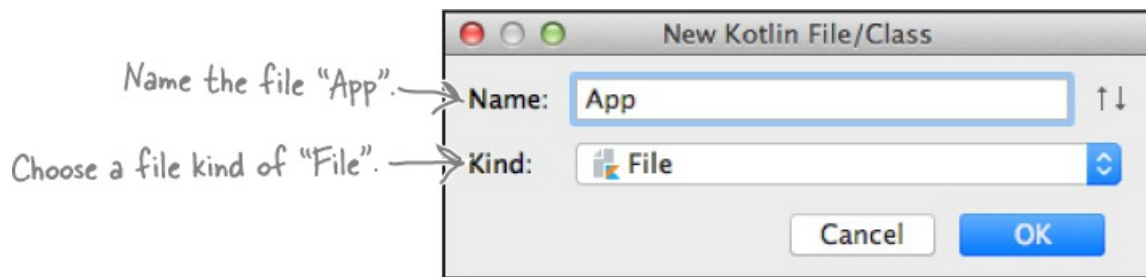 New Kotlin File/Class
Name the file “App”.
Name: App ↑↓
Choose a file kind of “File”.
Kind: File
Cancel OK